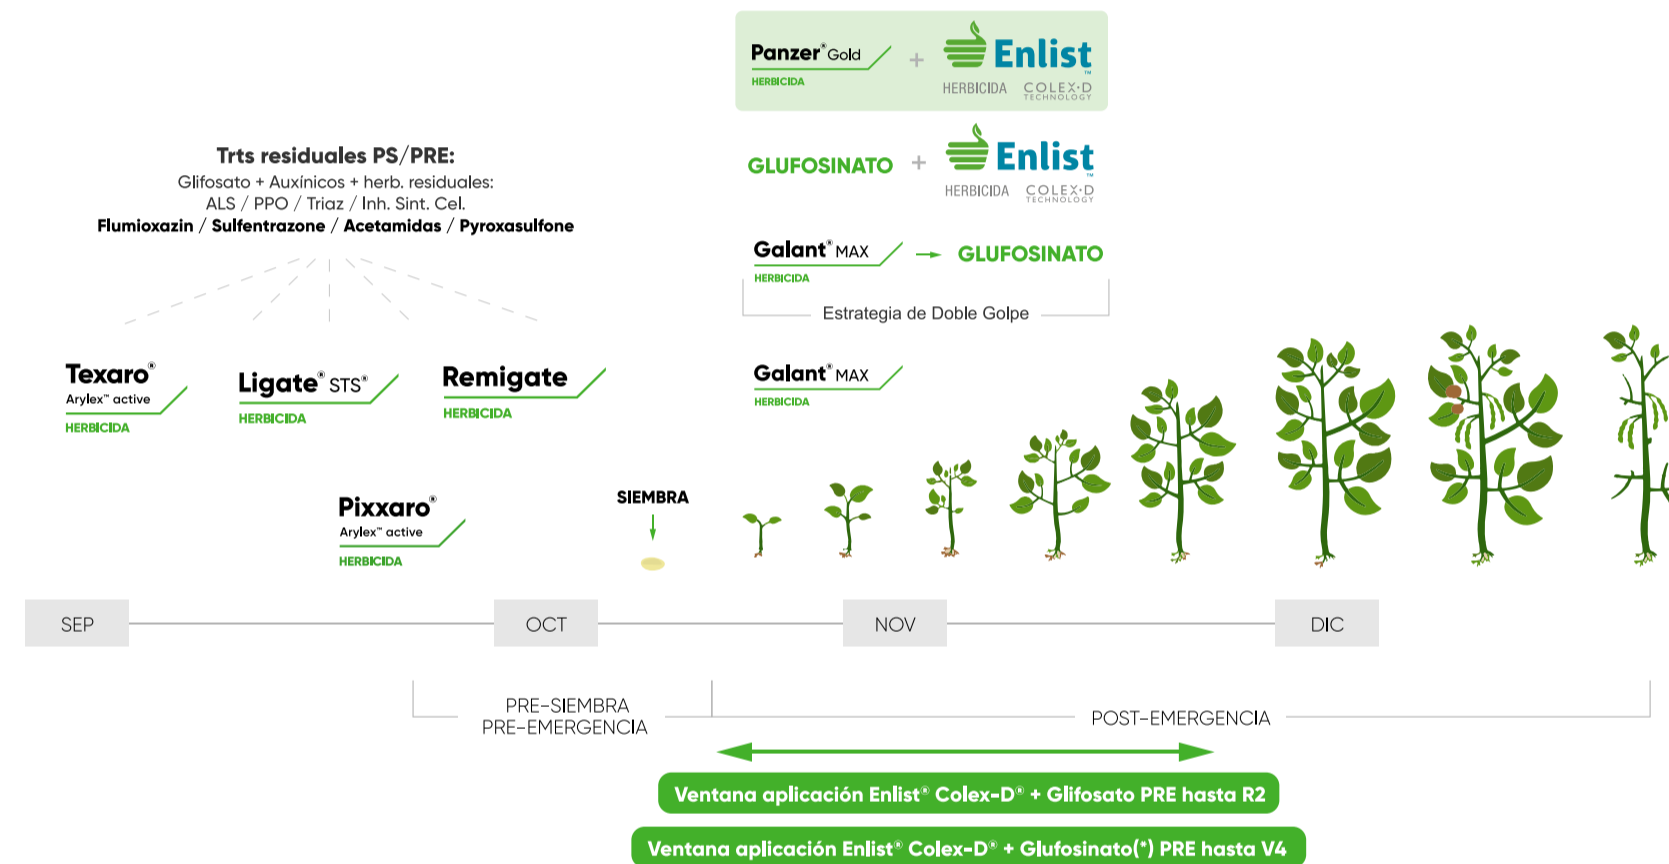 Panzer® Gold
HERBICIDA
+
Enlist™
HERBICIDA COLEX•D
TECHNOLOGY
GLUFOSINATO + Enlist™
HERBICIDA COLEX•D
TECHNOLOGY
Trts residuales PS/PRE:
Glifosato + Auxínicos + herb. residuales:
ALS / PPO / Triaz / Inh. Sint. Cel.
Flumioxazin / Sulfentrazone / Acetamidas / Pyroxasulfone
Galant® MAX
HERBICIDA
→ GLUFOSINATO
Estrategia de Doble Golpe
Texaro®
Arylex™ active
HERBICIDA
Ligate® STS®
HERBICIDA
Remigate
HERBICIDA
Galant® MAX
HERBICIDA
Pixxaro®
Arylex™ active
HERBICIDA
SIEMBRA
SEP
OCT
NOV
DIC
PRE-SIEMBRA
PRE-EMERGENCIA
POST-EMERGENCIA
Ventana aplicación Enlist® Colex-D® + Glifosato PRE hasta R2
Ventana aplicación Enlist® Colex-D® + Glufosinato(*) PRE hasta V4